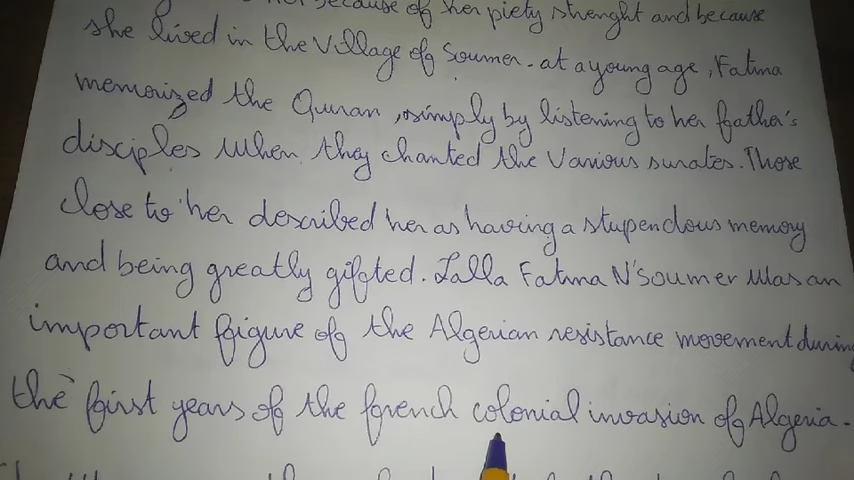 because of her piety strenght and because
she lived in the village of Soumer. at a young age, Fatma
memorized the Quran, simply by listening to her father's
disciples when they chanted the various surates. Those
close to her described her as having a stupendous memory
and being greatly gifted. Lalla Fatma N'soumer was an
important figure of the Algerian resistance movement during
the first years of the french colonial invasion of Algeria.